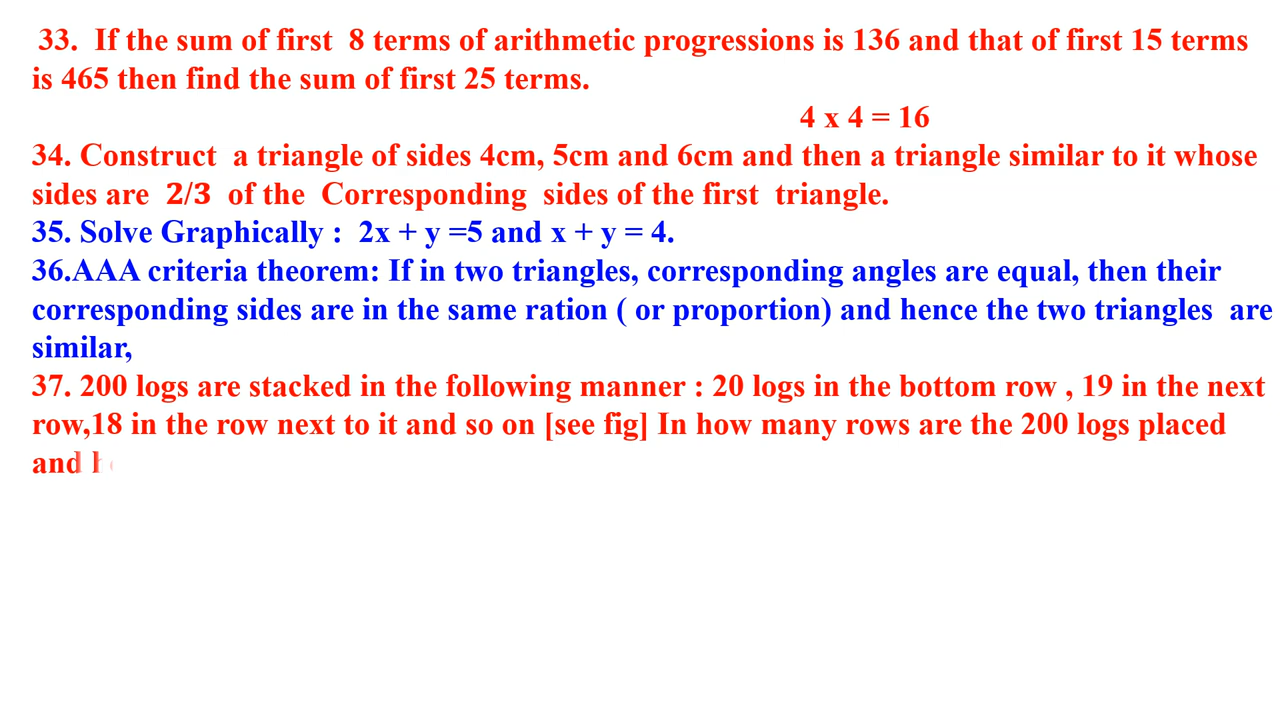 33. If the sum of first 8 terms of arithmetic progressions is 136 and that of first 15 terms
is 465 then find the sum of first 25 terms.
4 x 4 = 16
34. Construct a triangle of sides 4cm, 5cm and 6cm and then a triangle similar to it whose
sides are 2/3 of the Corresponding sides of the first triangle.
35. Solve Graphically : 2x + y =5 and x + y = 4.
36.AAA criteria theorem: If in two triangles, corresponding angles are equal, then their
corresponding sides are in the same ration ( or proportion) and hence the two triangles are
similar,
37. 200 logs are stacked in the following manner : 20 logs in the bottom row , 19 in the next
row,18 in the row next to it and so on [see fig] In how many rows are the 200 logs placed
and